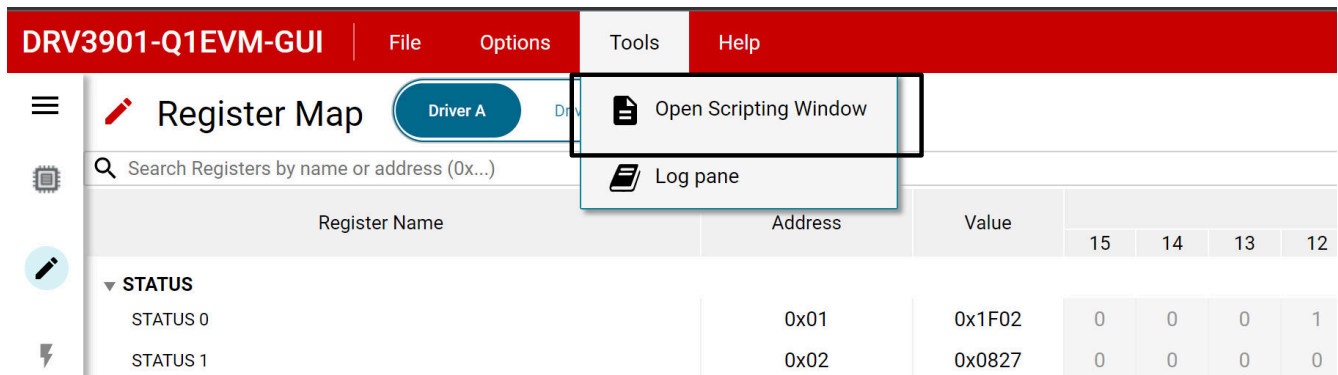 DRV3901-Q1EVM-GUI File Options Tools Help
Register Map Driver A Open Scripting Window
Search Registers by name or address (0x...) Log pane
Register Name Address Value
15 14 13 12
STATUS
STATUS 0 0x01 0x1F02 0 0 0 1
STATUS 1 0x02 0x0827 0 0 0 0